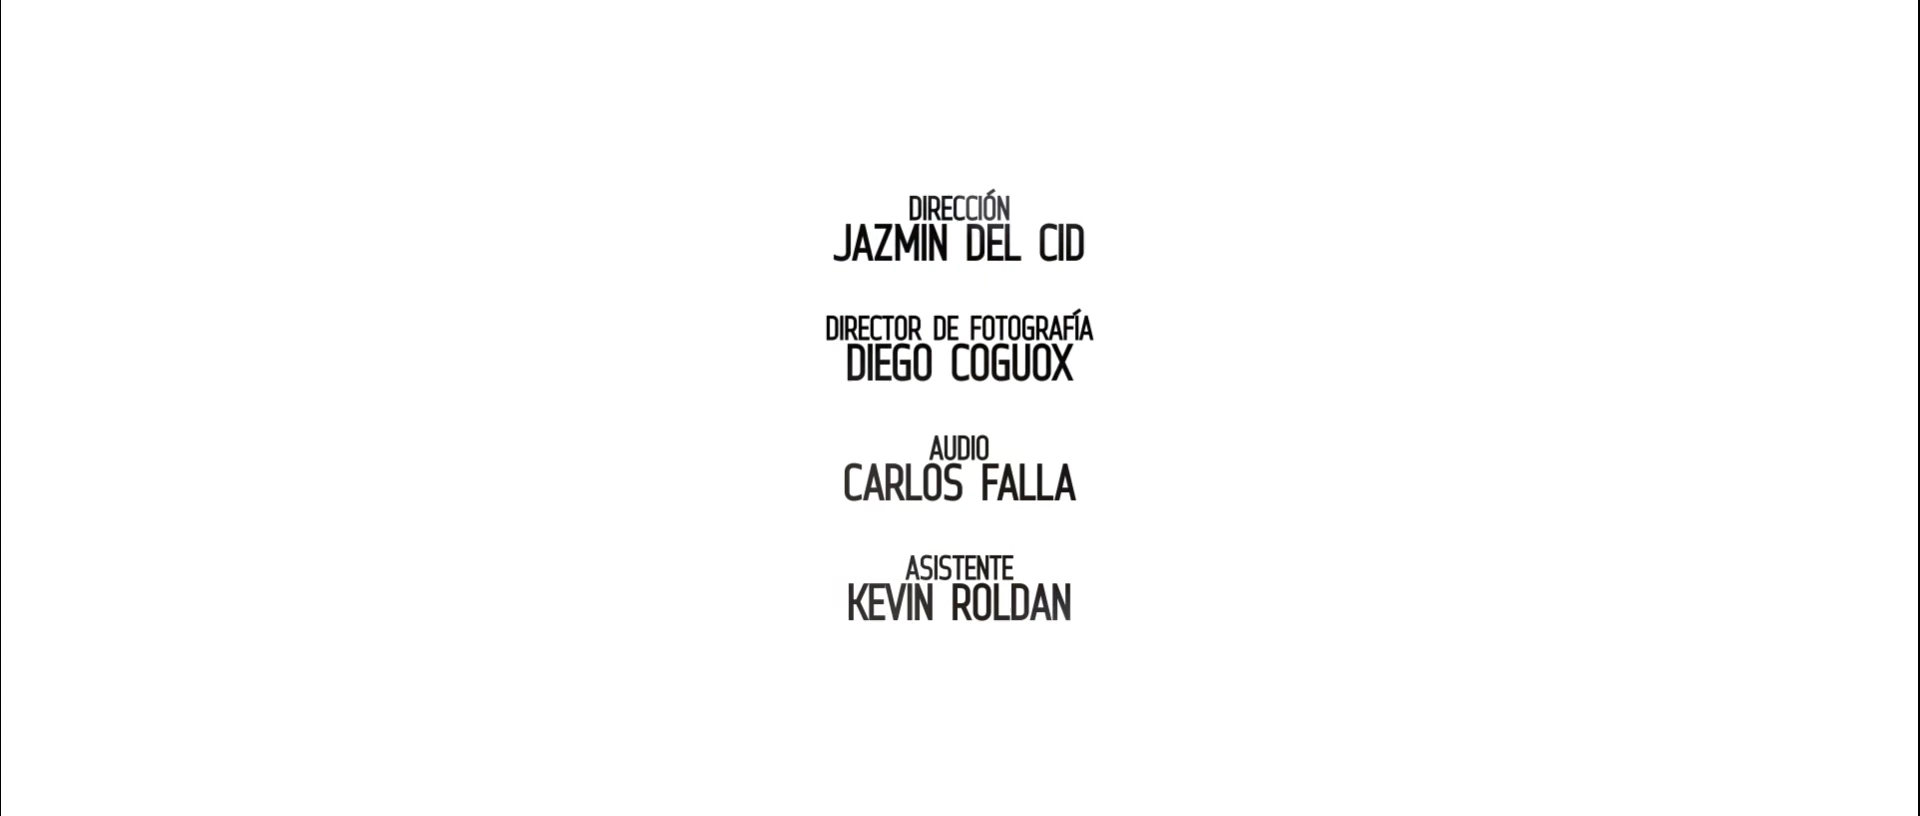 DIRECCIÓN
JAZMIN DEL CID
DIRECTOR DE FOTOGRAFÍA
DIEGO COGUOX
AUDIO
CARLOS FALLA
ASISTENTE
KEVIN ROLDAN